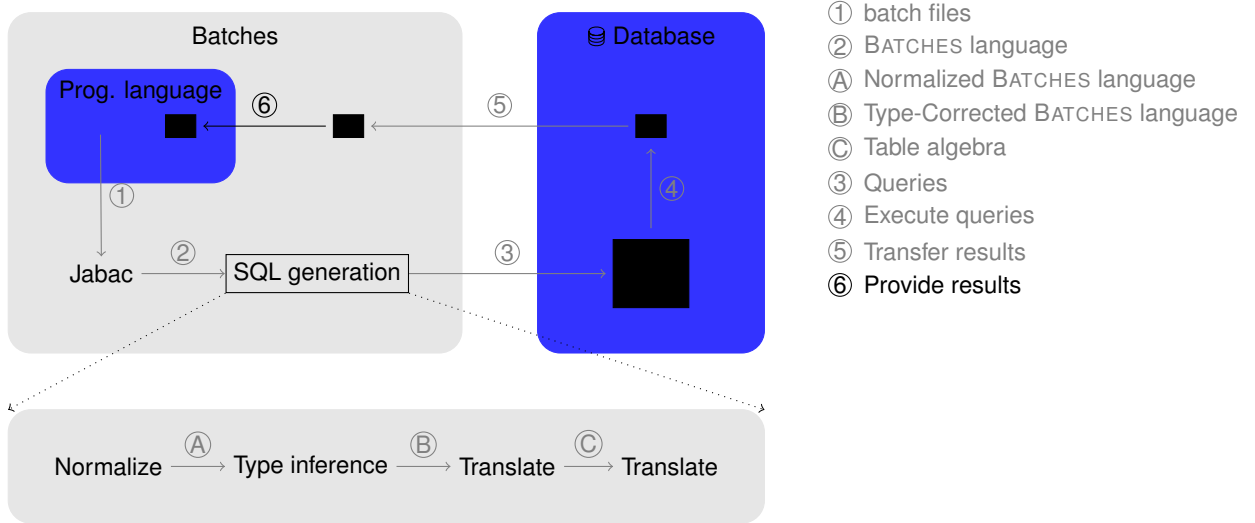 Batches
Database
Prog. language
⑥
⑤
①
④
Jabac
②
SQL generation
③
Ⓐ
Ⓑ
Ⓒ
Normalize
Type inference
Translate
Translate
① batch files
② BATCHES language
Ⓐ Normalized BATCHES language
Ⓑ Type-Corrected BATCHES language
Ⓒ Table algebra
③ Queries
④ Execute queries
⑤ Transfer results
⑥ Provide results